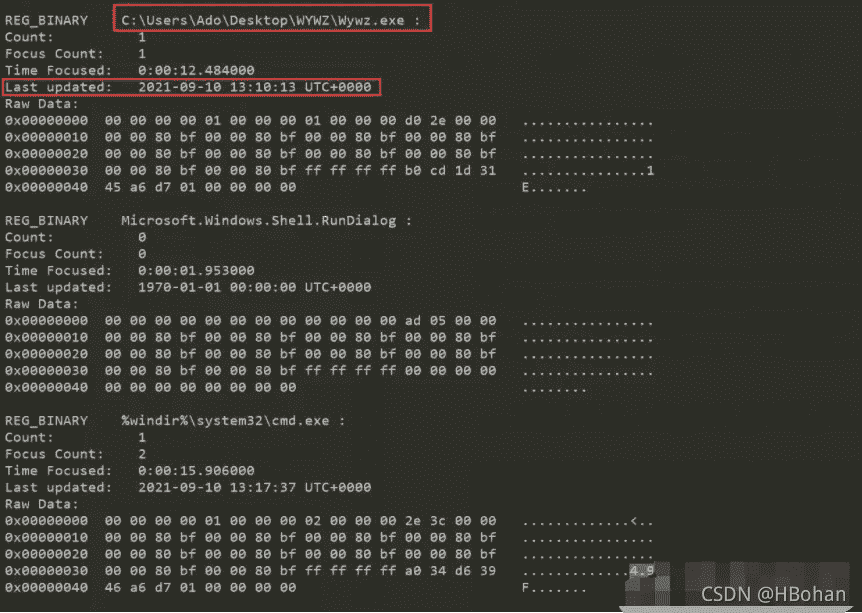 REG_BINARY    C:\Users\Ado\Desktop\WYWZ\Wywz.exe :
Count:          1
Focus Count:    1
Time Focused:   0:00:12.484000
Last updated:   2021-09-10 13:10:13 UTC+0000
Raw Data:
0x00000000  00 00 00 00 01 00 00 00 01 00 00 00 d0 2e 00 00   ................
0x00000010  00 00 80 bf 00 00 80 bf 00 00 80 bf 00 00 80 bf   ................
0x00000020  00 00 80 bf 00 00 80 bf 00 00 80 bf 00 00 80 bf   ................
0x00000030  00 00 80 bf 00 00 80 bf ff ff ff ff b0 cd 1d 31   ...............1
0x00000040  45 a6 d7 01 00 00 00 00                           E.......
REG_BINARY    Microsoft.Windows.Shell.RunDialog :
Count:          0
Focus Count:    0
Time Focused:   0:00:01.953000
Last updated:   1970-01-01 00:00:00 UTC+0000
Raw Data:
0x00000000  00 00 00 00 00 00 00 00 00 00 00 00 ad 05 00 00   ................
0x00000010  00 00 80 bf 00 00 80 bf 00 00 80 bf 00 00 80 bf   ................
0x00000020  00 00 80 bf 00 00 80 bf 00 00 80 bf 00 00 80 bf   ................
0x00000030  00 00 80 bf 00 00 80 bf ff ff ff ff 00 00 00 00   ................
0x00000040  00 00 00 00 00 00 00 00                           ........
REG_BINARY    %windir%\system32\cmd.exe :
Count:          1
Focus Count:    2
Time Focused:   0:00:15.906000
Last updated:   2021-09-10 13:17:37 UTC+0000
Raw Data:
0x00000000  00 00 00 00 01 00 00 00 02 00 00 00 2e 3c 00 00   .............<..
0x00000010  00 00 80 bf 00 00 80 bf 00 00 80 bf 00 00 80 bf   ................
0x00000020  00 00 80 bf 00 00 80 bf 00 00 80 bf 00 00 80 bf   ................
0x00000030  00 00 80 bf 00 00 80 bf ff ff ff ff a0 34 d6 39   .............4.9
0x00000040  46 a6 d7 01 00 00 00 00                           F.......
CSDN @HBohan